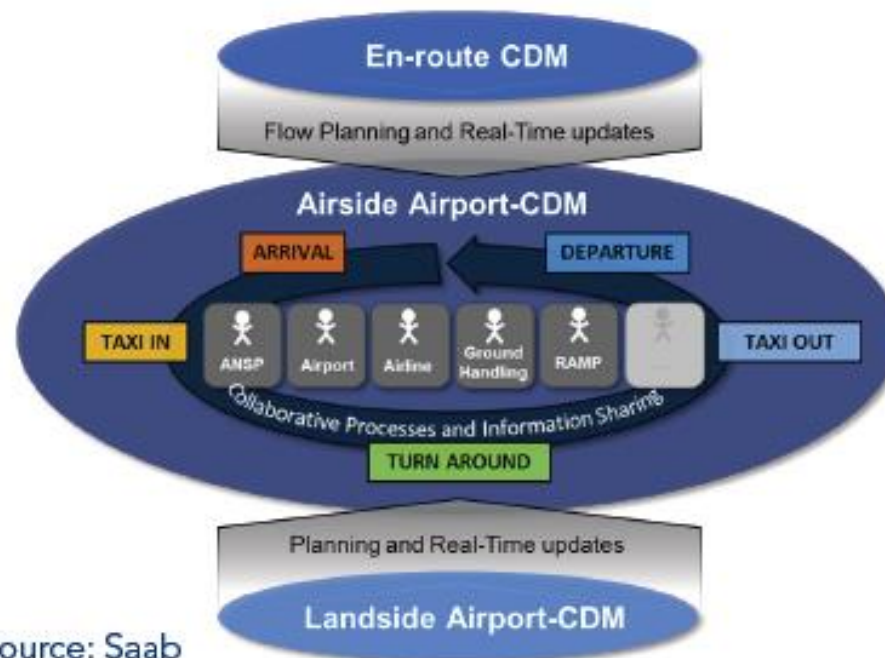 En-route CDM
Flow Planning and Real-Time updates
Airside Airport-CDM
ARRIVAL
DEPARTURE
TAXI IN
ANSP
Airport
Airline
Ground
Handling
RAMP
TAXI OUT
Collaborative Processes and Information Sharing
TURN AROUND
Planning and Real-Time updates
Landside Airport-CDM
ource: Saab